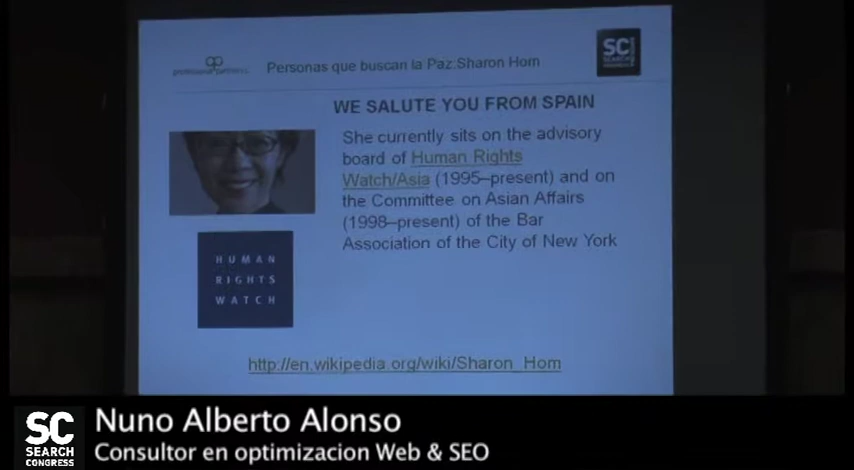 Personas que buscan la Paz:Sharon Hom
SC
SEARCH
CONGRESS
WE SALUTE YOU FROM SPAIN
She currently sits on the advisory
board of Human Rights
Watch/Asia (1995–present) and on
the Committee on Asian Affairs
(1998–present) of the Bar
Association of the City of New York
HUMAN
RIGHTS
WATCH
http://en.wikipedia.org/wiki/Sharon_Hom
SC
SEARCH
CONGRESS
Nuno Alberto Alonso
Consultor en optimizacion Web & SEO